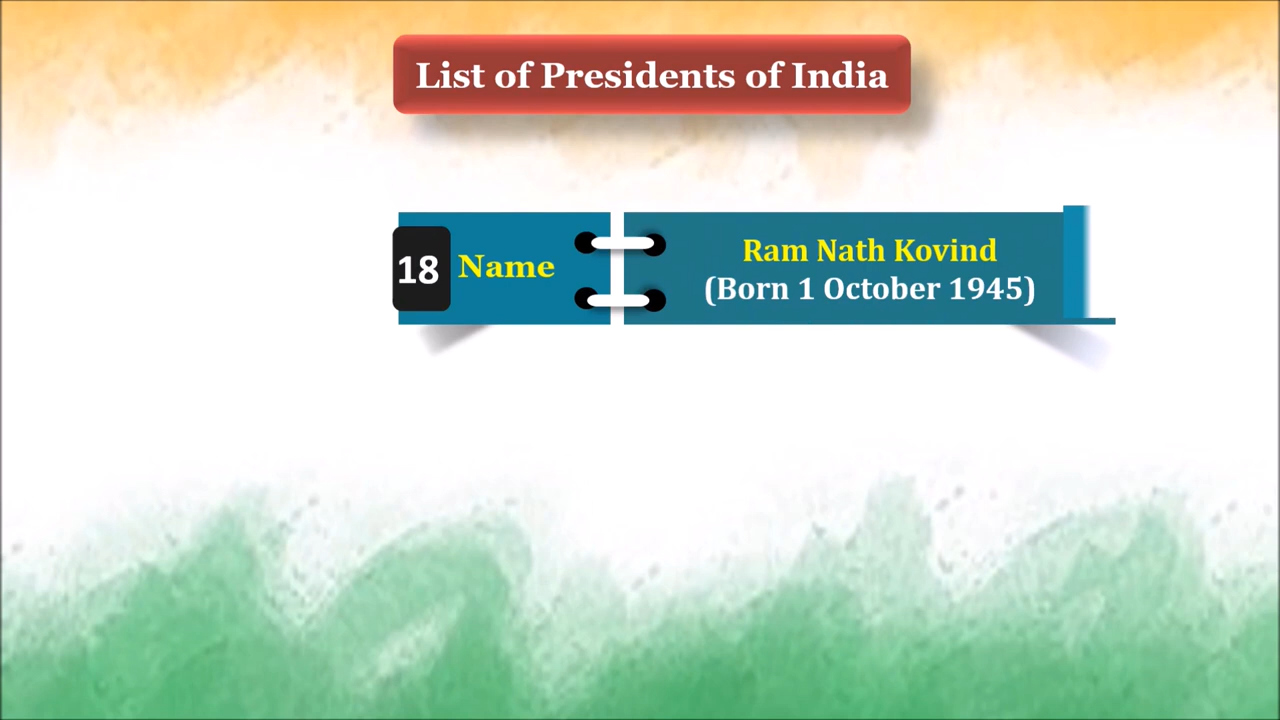 List of Presidents of India
18 Name
Ram Nath Kovind
(Born 1 October 1945)